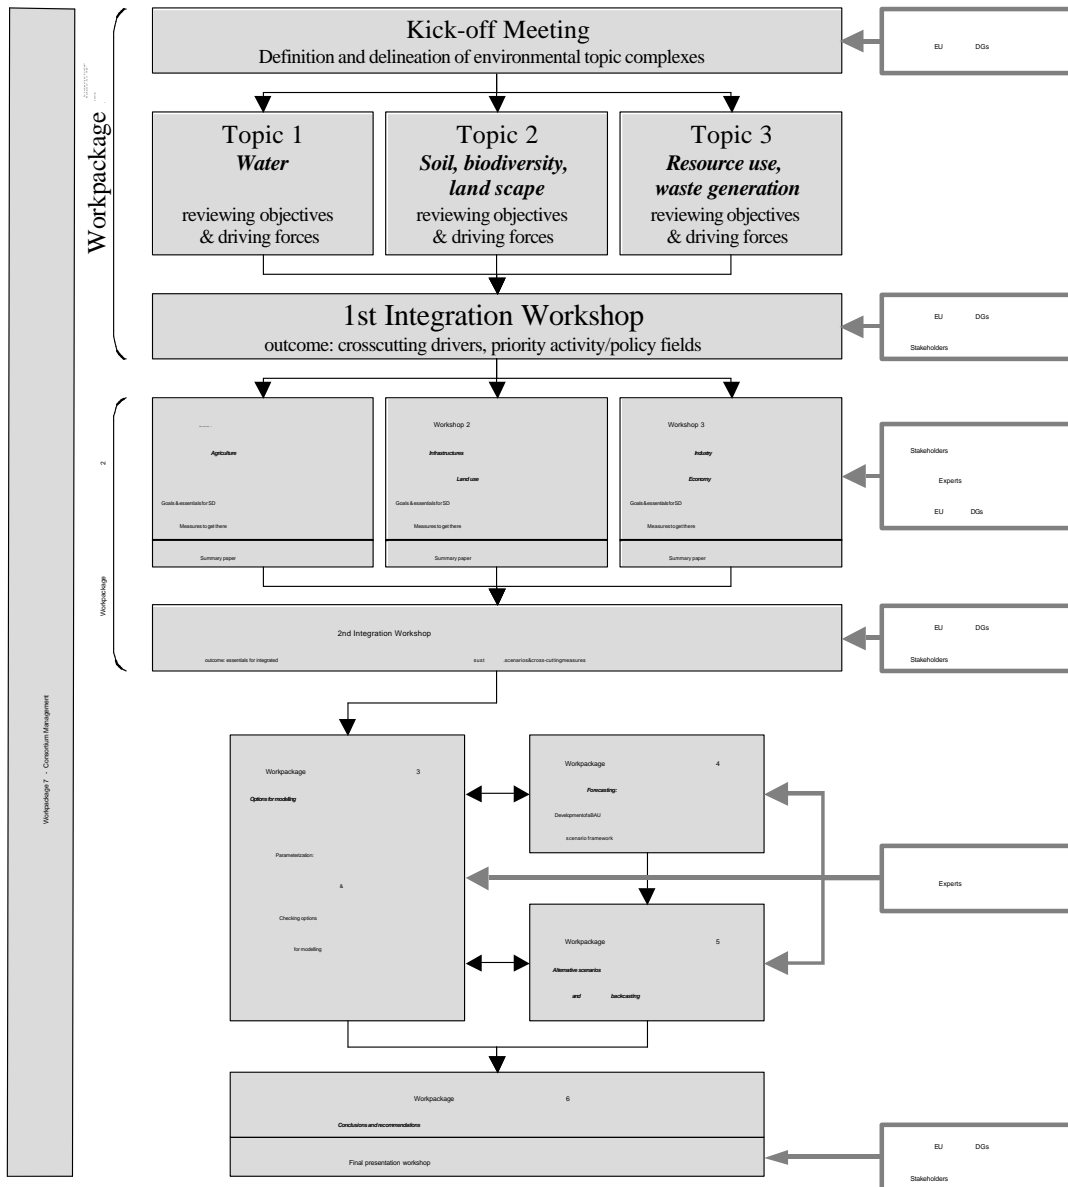 Kick-off Meeting
Definition and delineation of environmental topic complexes
EU DGs
Workpackage
Topic 1
Water
reviewing objectives
& driving forces
Topic 2
Soil, biodiversity,
land scape
reviewing objectives
& driving forces
Topic 3
Resource use,
waste generation
reviewing objectives
& driving forces
1st Integration Workshop
outcome: crosscutting drivers, priority activity/policy fields
EU DGs
Stakeholders
Workpackage 2
Agriculture
Goals & essentials for SD
Measures to get there
Summary paper
Workshop 2
Infrastructures
Land use
Goals & essentials for SD
Measures to get there
Summary paper
Workshop 3
Industry
Economy
Goals & essentials for SD
Measures to get there
Summary paper
Stakeholders
Experts
EU DGs
2nd Integration Workshop
outcome: essentials for integrated sust .scenarios & cross-cutting measures
EU DGs
Stakeholders
Workpackage 7 - Consortium Management
Workpackage 3
Options for modelling
Parameterization:
&
Checking options
for modelling
Workpackage 4
Forecasting:
Development of a BAU
scenario framework
Workpackage 5
Alternative scenarios
and backcasting
Experts
Workpackage 6
Conclusions and recommendations
Final presentation workshop
EU DGs
Stakeholders